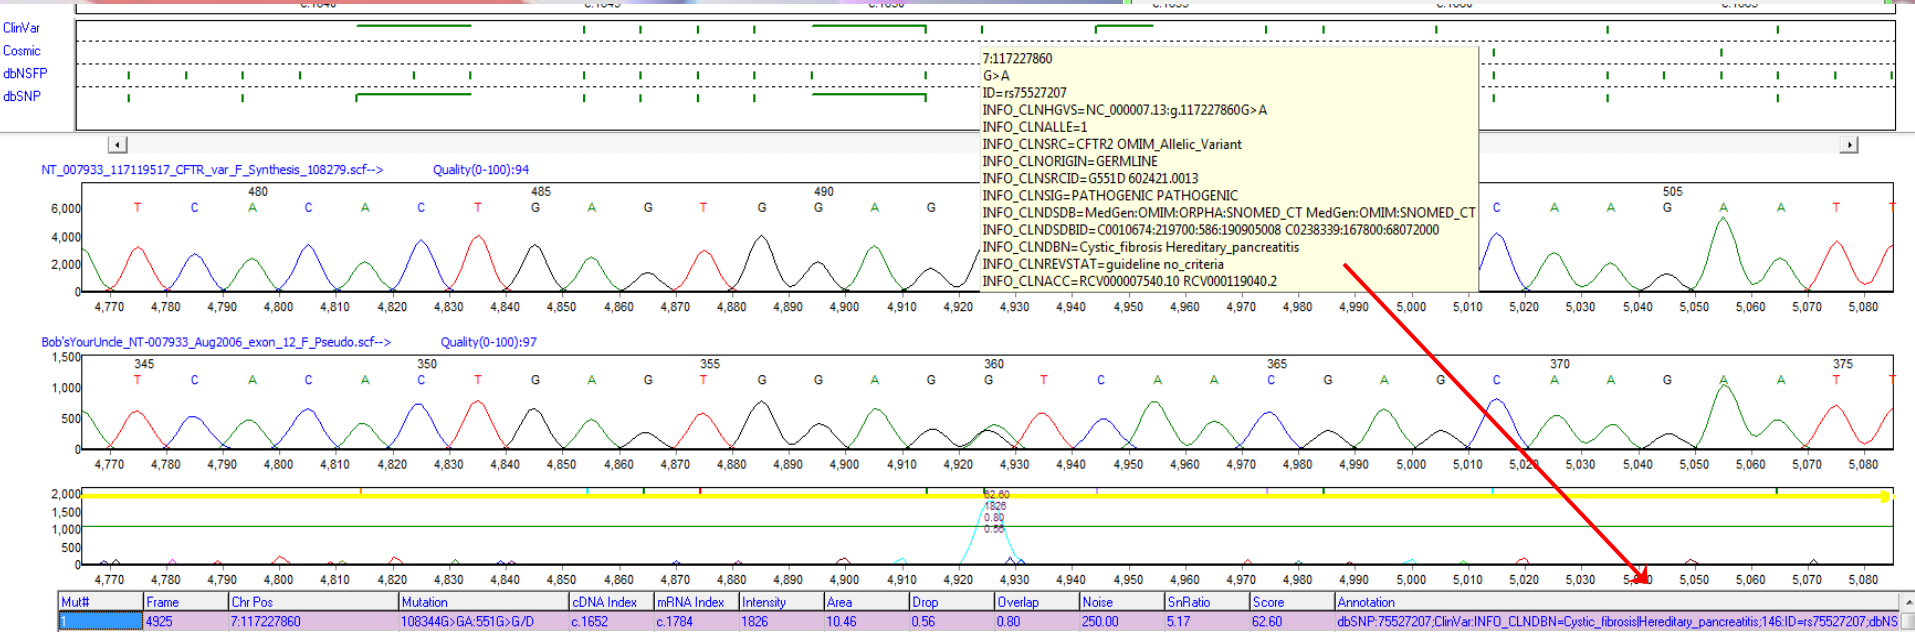 c.1640 c.1645 c.1650 c.1655 c.1660 c.1665
ClinVar
Cosmic
dbNSFP
dbSNP
7:117227860
G>A
ID=rs75527207
INFO_CLNHGVS=NC_000007.13:g.117227860G>A
INFO_CLNALLE=1
INFO_CLNSRC=CFTR2 OMIM_Allelic_Variant
INFO_CLNORIGIN=GERMLINE
INFO_CLNSRCID=G551D 602421.0013
INFO_CLNSIG=PATHOGENIC PATHOGENIC
INFO_CLNDSDB=MedGen:OMIM:ORPHA:SNOMED_CT MedGen:OMIM:SNOMED_CT
INFO_CLNDSDBID=C0010674:219700:586:190905008 C0238339:167800:68072000
INFO_CLNDBN=Cystic_fibrosis Hereditary_pancreatitis
INFO_CLNREVSTAT=guideline no_criteria
INFO_CLNACC=RCV000007540.10 RCV000119040.2
NT_007933_117119517_CFTR_var_F_Synthesis_108279.scf--> Quality(0-100):94
480 485 490 505
T C A C A C T G A G T G G A G C A A G A A T T
6,000
4,000
2,000
0
4,770 4,780 4,790 4,800 4,810 4,820 4,830 4,840 4,850 4,860 4,870 4,880 4,890 4,900 4,910 4,920 4,930 4,940 4,950 4,960 4,970 4,980 4,990 5,000 5,010 5,020 5,030 5,040 5,050 5,060 5,070 5,080
Bob'sYourUncle_NT-007933_Aug2006_exon_12_F_Pseudo.scf--> Quality(0-100):97
345 350 355 360 365 370 375
T C A C A C T G A G T G G A G G T C A A C G A G C A A G A A T T
1,500
1,000
500
0
4,770 4,780 4,790 4,800 4,810 4,820 4,830 4,840 4,850 4,860 4,870 4,880 4,890 4,900 4,910 4,920 4,930 4,940 4,950 4,960 4,970 4,980 4,990 5,000 5,010 5,020 5,030 5,040 5,050 5,060 5,070 5,080
2,000
1,500
1,000
500
0
62.60
1826
0.80
0.56
4,770 4,780 4,790 4,800 4,810 4,820 4,830 4,840 4,850 4,860 4,870 4,880 4,890 4,900 4,910 4,920 4,930 4,940 4,950 4,960 4,970 4,980 4,990 5,000 5,010 5,020 5,030 5,040 5,050 5,060 5,070 5,080
Mut# Frame Chr Pos Mutation cDNA Index mRNA Index Intensity Area Drop Overlap Noise SnRatio Score Annotation
1 4925 7:117227860 108344G>GA:551G>G/D c.1652 c.1784 1826 10.46 0.56 0.80 250.00 5.17 62.60 dbSNP:75527207;ClinVar:INFO_CLNDBN=Cystic_fibrosis|Hereditary_pancreatitis;146:ID=rs75527207;dbNS